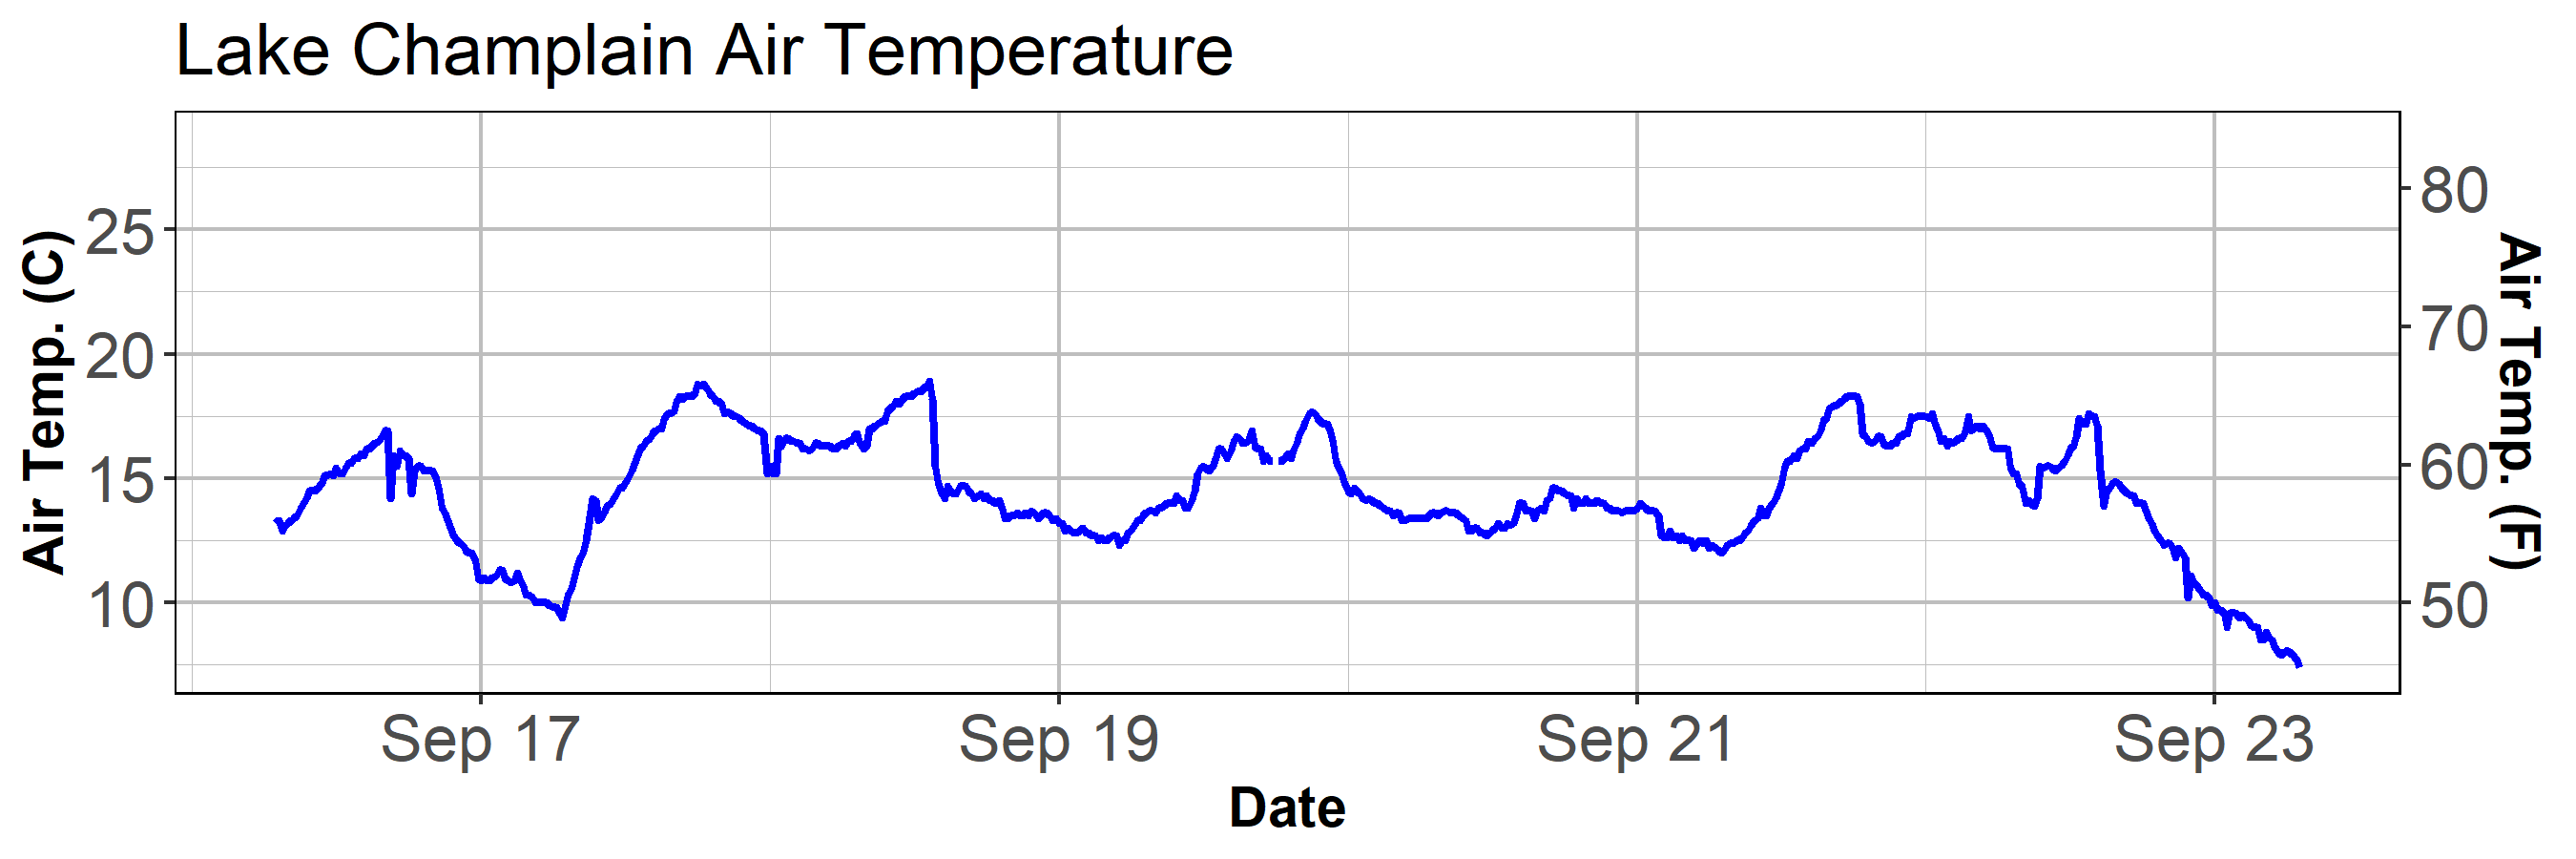 Lake Champlain Air Temperature
Air Temp. (C)
25
20
15
10
80
70
60
50
Air Temp. (F)
Sep 17 Sep 19 Sep 21 Sep 23
Date